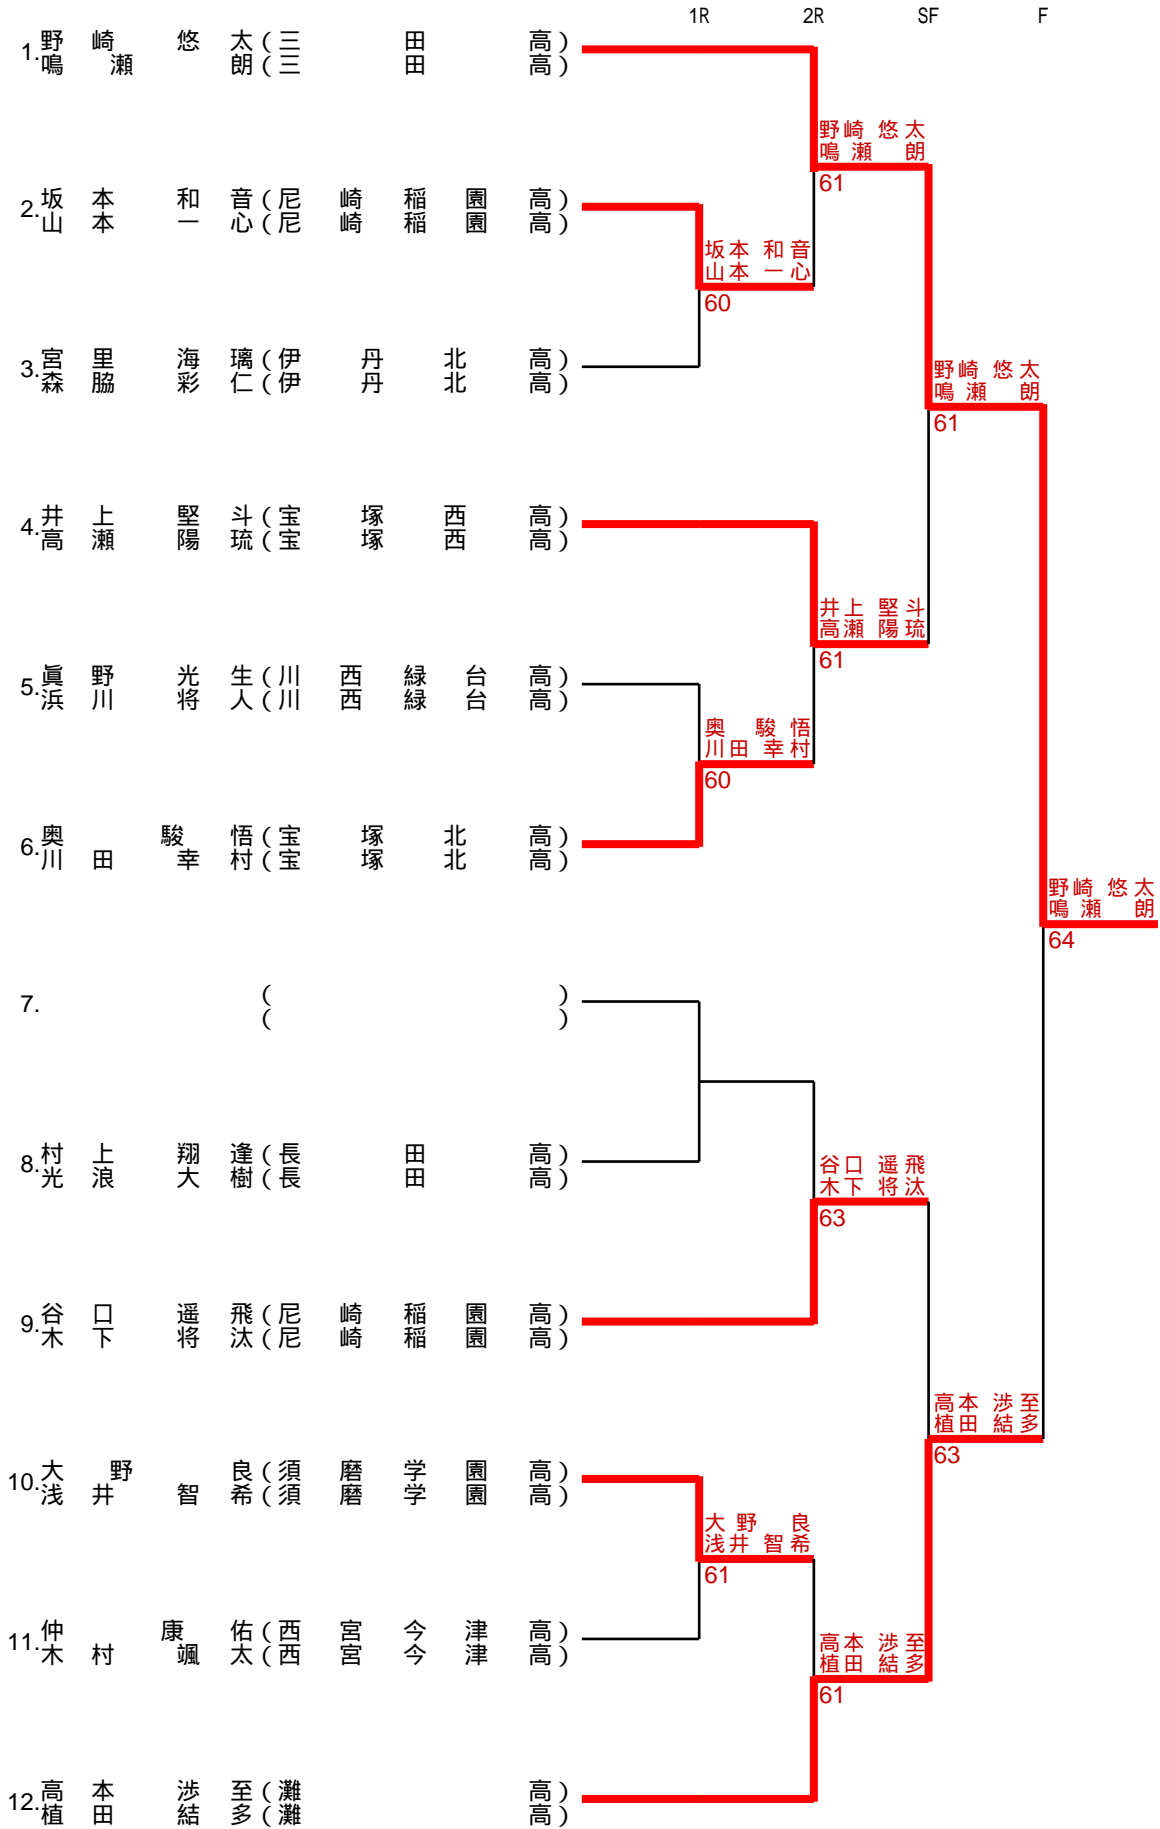 1R 2R SF F
1. 野崎 悠太(三田高)
鳴瀬 朗(三田高)
野崎 悠太
鳴瀬 朗
61
2. 坂本 和音(尼崎稲園高)
山本 一心(尼崎稲園高)
坂本 和音
山本 一心
60
3. 宮里 海璃(伊丹北高)
森脇 彩仁(伊丹北高)
野崎 悠太
鳴瀬 朗
61
4. 井上 堅斗(宝塚西高)
高瀬 陽琉(宝塚西高)
井上 堅斗
高瀬 陽琉
61
5. 眞野 光生(川西緑台高)
浜川 将人(川西緑台高)
奥 駿悟
川田 幸村
60
6. 奥 駿悟(宝塚北高)
川田 幸村(宝塚北高)
野崎 悠太
鳴瀬 朗
64
7. ( )
( )
8. 村上 翔逢(長田高)
光浪 大樹(長田高)
谷口 遥飛
木下 将汰
63
9. 谷口 遥飛(尼崎稲園高)
木下 将汰(尼崎稲園高)
高本 渉至
植田 結多
63
10. 大野 良(須磨学園高)
浅井 智希(須磨学園高)
大野 良
浅井 智希
61
11. 仲 康佑(西宮今津高)
木村 颯太(西宮今津高)
高本 渉至
植田 結多
61
12. 高本 渉至(灘高)
植田 結多(灘高)